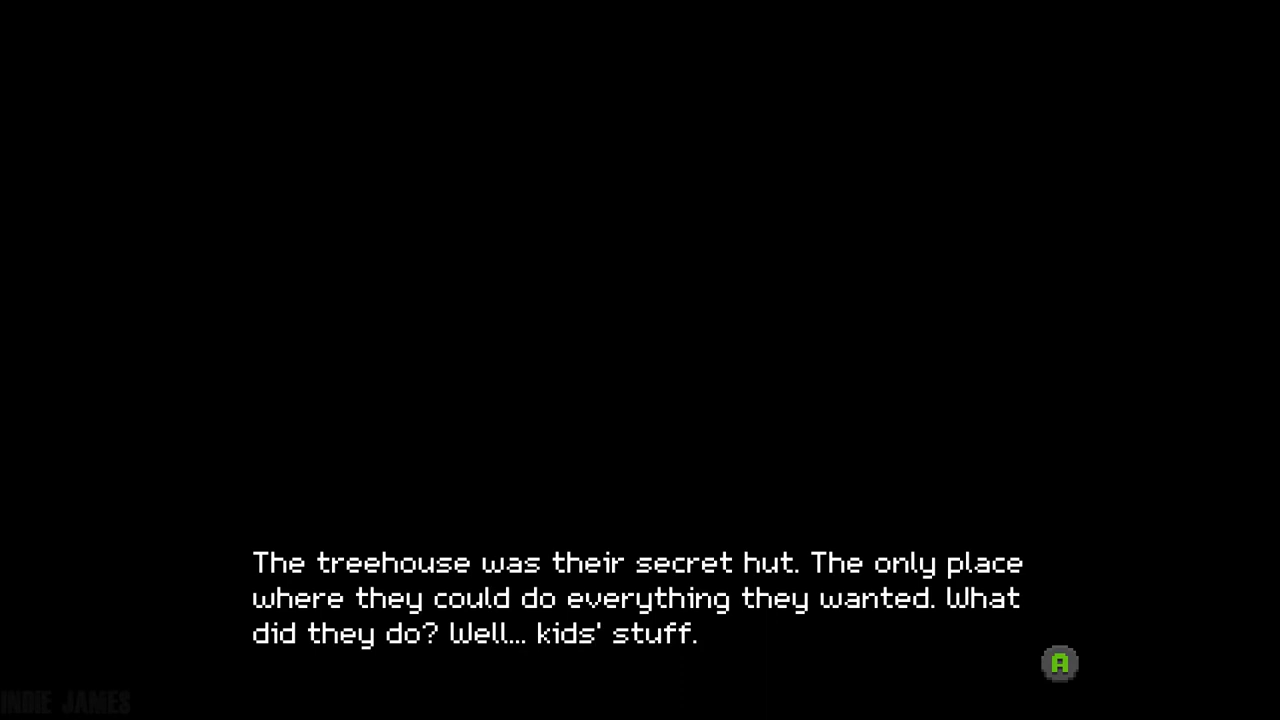 The treehouse was their secret hut. The only place
where they could do everything they wanted. What
did they do? Well... kids' stuff.
A
INDIE JAMES